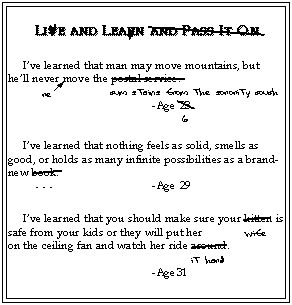 LIVE AND LEARN AND PASS IT ON
I've learned that man may move mountains, but
he'll never move the postal service.
me cum stains from the sorority couch
-Age 28
6
I've learned that nothing feels as solid, smells as
good, or holds as many infinite possibilities as a brand-
new book.
... -Age 29
I've learned that you should make sure your kitten is
safe from your kids or they will put her wife
on the ceiling fan and watch her ride around.
it hard
-Age 31